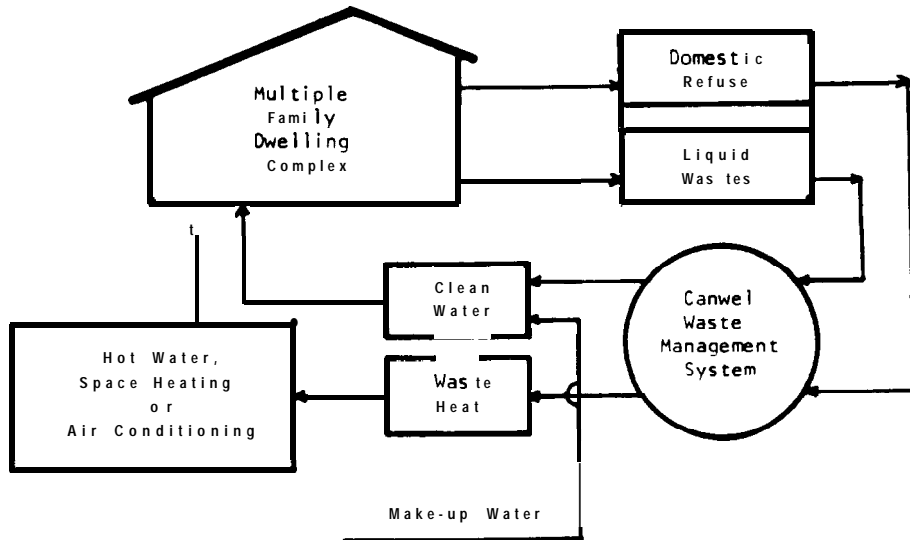 Multiple
Family
Dwelling
Complex
Domestic
Refuse
Liquid
Wastes
t
Clean
Water
Canwel
Waste
Management
System
Hot Water,
Space Heating
or
Air Conditioning
Waste
Heat
Make-up Water